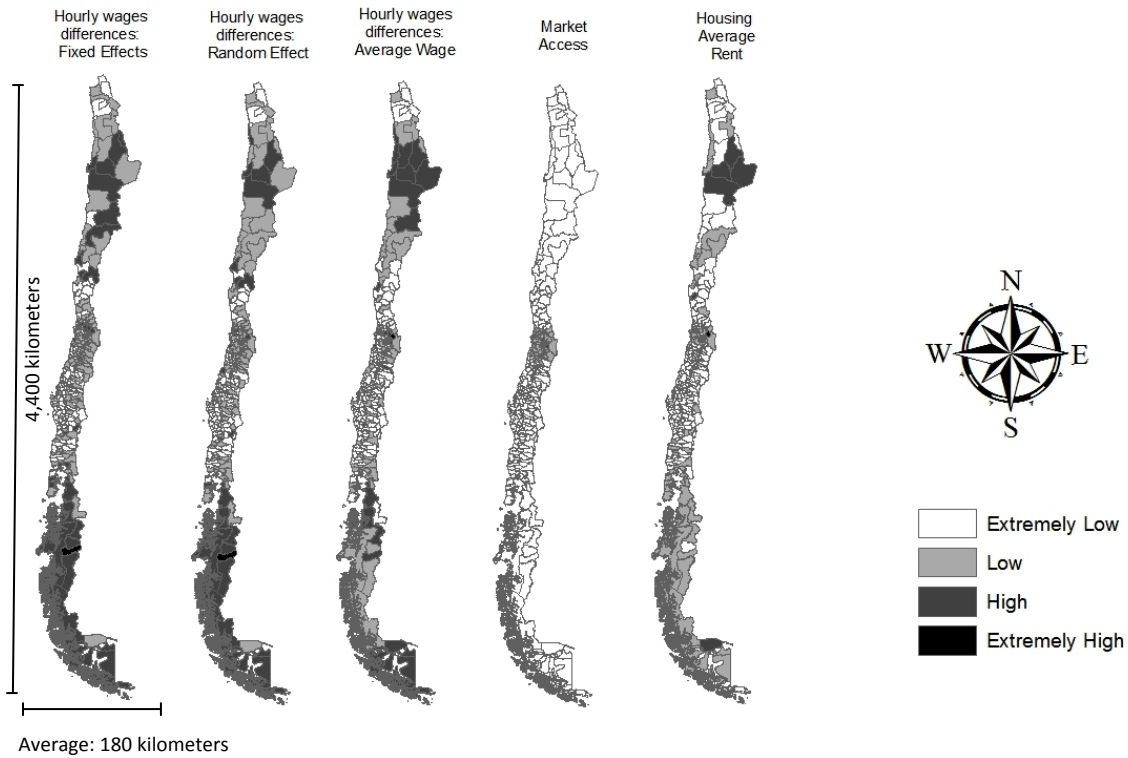 Hourly wages
differences:
Fixed Effects
Hourly wages
differences:
Random Effect
Hourly wages
differences:
Average Wage
Market
Access
Housing
Average
Rent
4,400 kilometers
Average: 180 kilometers
N
W
E
S
Extremely Low
Low
High
Extremely High